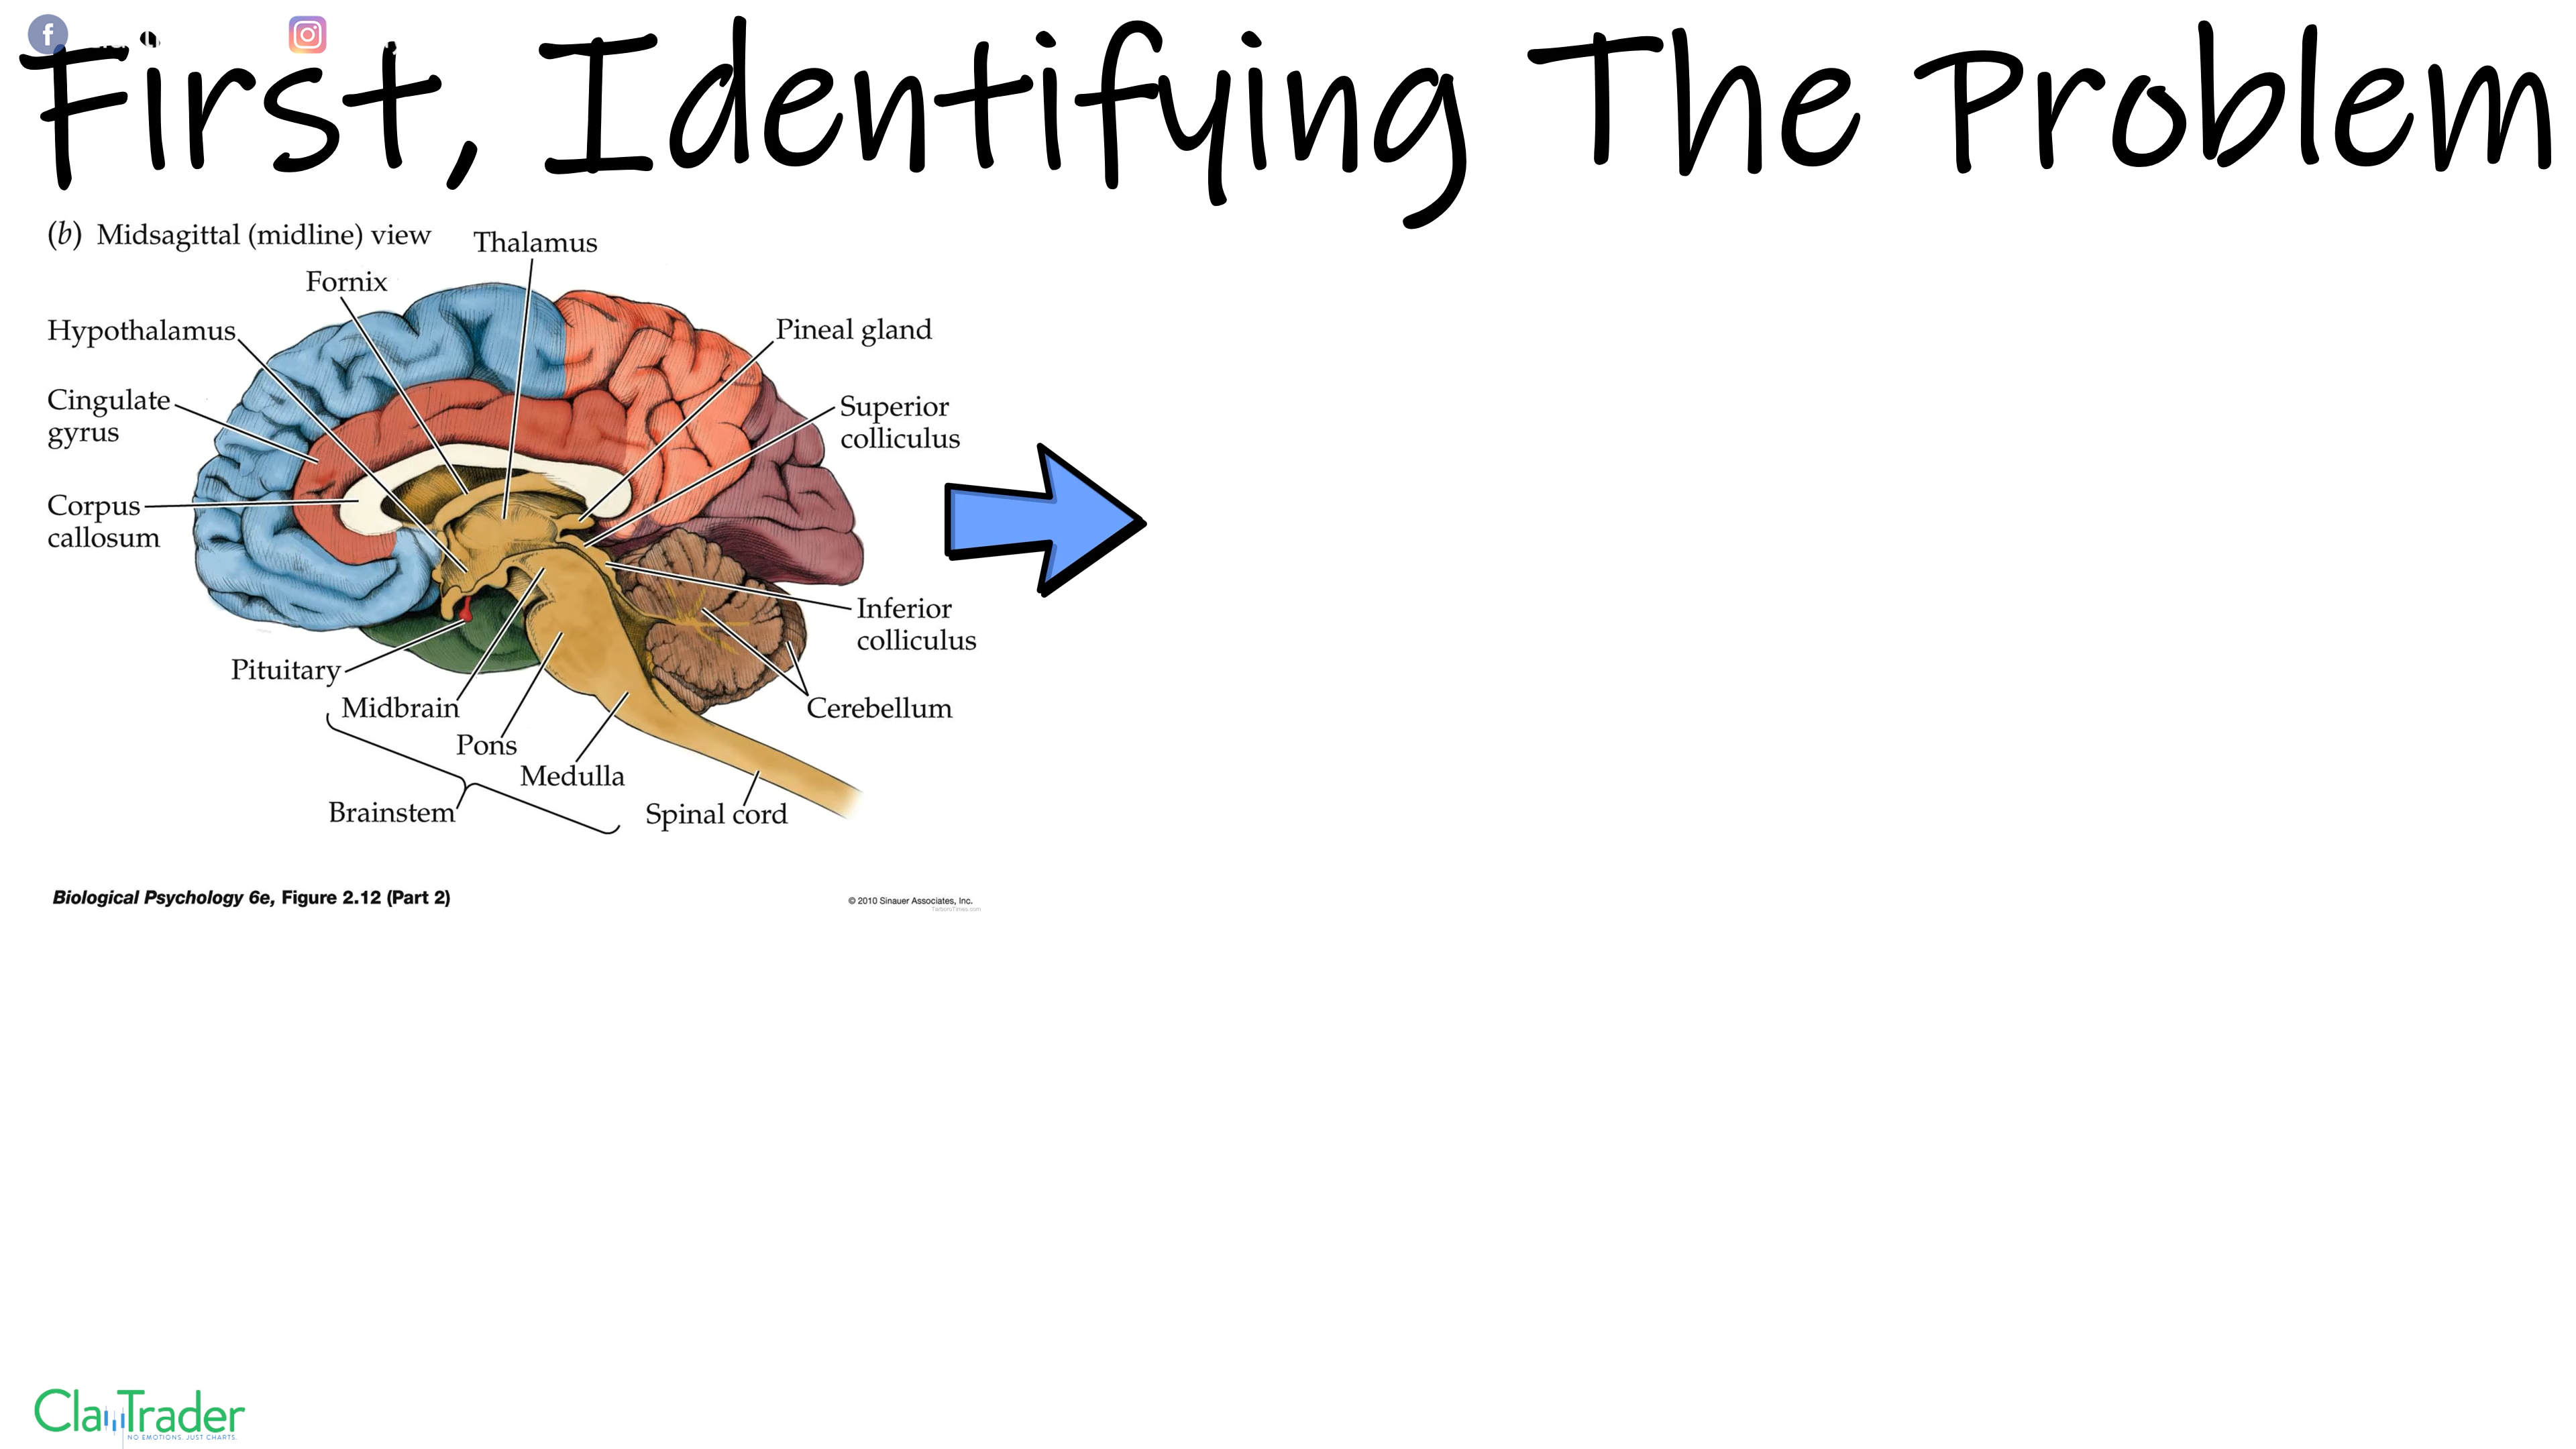 First, Identifying The Problem
(b) Midsagittal (midline) view
Thalamus
Fornix
Hypothalamus
Pineal gland
Cingulate
gyrus
Superior
colliculus
Corpus
callosum
Inferior
colliculus
Pituitary
Midbrain
Cerebellum
Pons
Medulla
Brainstem
Spinal cord
Biological Psychology 6e, Figure 2.12 (Part 2)
© 2010 Sinauer Associates, Inc.
TarboroTimes.com
ClayTrader
NO EMOTIONS. JUST CHARTS.